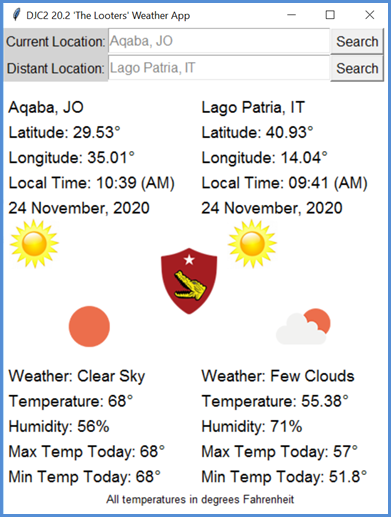 DJC2 20.2 'The Looters' Weather App
Current Location: Aqaba, JO Search
Distant Location: Lago Patria, IT Search
Aqaba, JO
Latitude: 29.53°
Longitude: 35.01°
Local Time: 10:39 (AM)
24 November, 2020
Lago Patria, IT
Latitude: 40.93°
Longitude: 14.04°
Local Time: 09:41 (AM)
24 November, 2020
Weather: Clear Sky
Temperature: 68°
Humidity: 56%
Max Temp Today: 68°
Min Temp Today: 68°
Weather: Few Clouds
Temperature: 55.38°
Humidity: 71%
Max Temp Today: 57°
Min Temp Today: 51.8°
All temperatures in degrees Fahrenheit